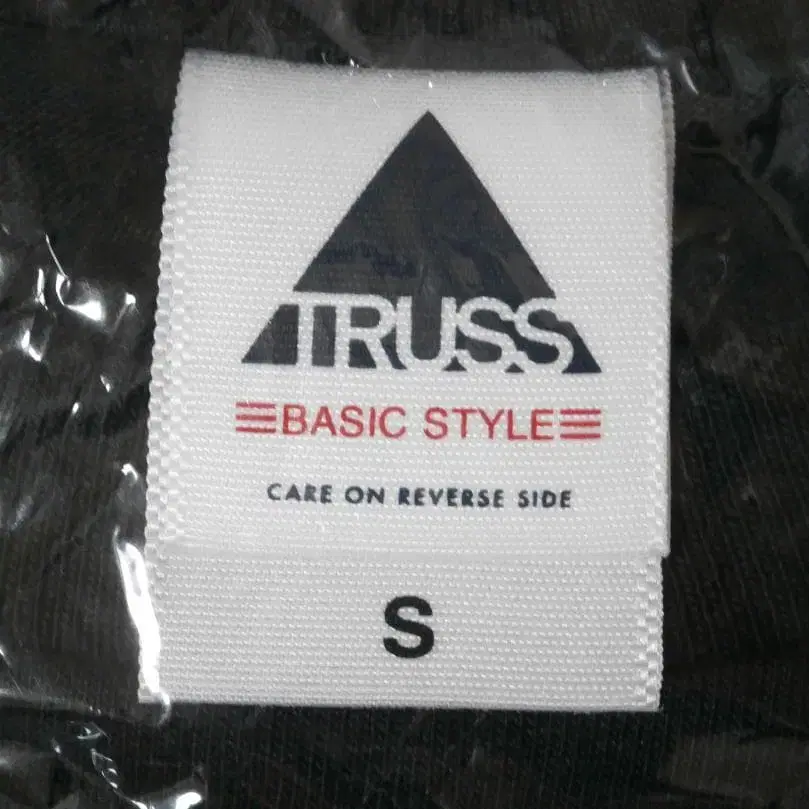 TRUSS
BASIC STYLE
CARE ON REVERSE SIDE
S